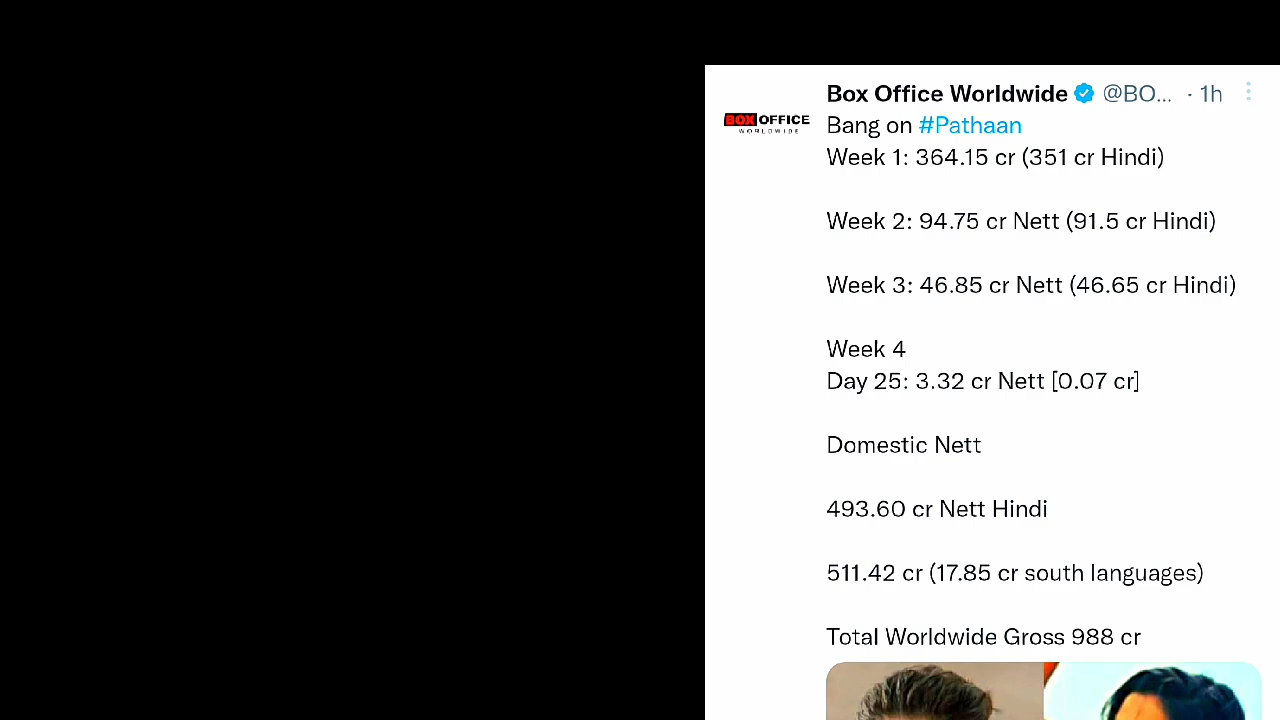 Box Office Worldwide @BO... · 1h
BOX OFFICE
WORLDWIDE
Bang on #Pathaan
Week 1: 364.15 cr (351 cr Hindi)
Week 2: 94.75 cr Nett (91.5 cr Hindi)
Week 3: 46.85 cr Nett (46.65 cr Hindi)
Week 4
Day 25: 3.32 cr Nett [0.07 cr]
Domestic Nett
493.60 cr Nett Hindi
511.42 cr (17.85 cr south languages)
Total Worldwide Gross 988 cr